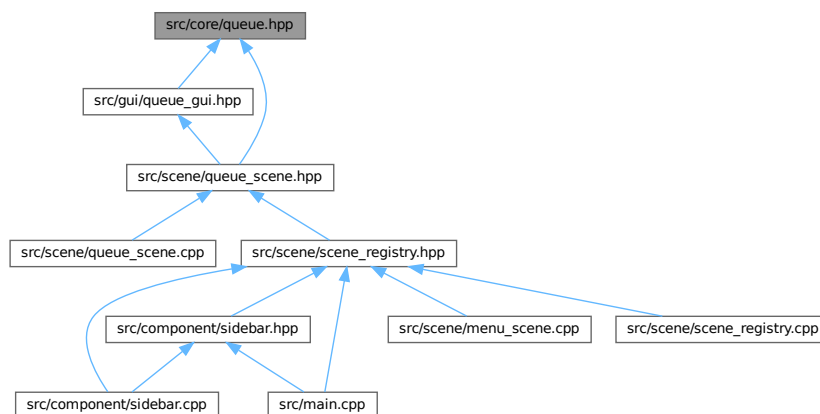 src/core/queue.hpp
src/gui/queue_gui.hpp
src/scene/queue_scene.hpp
src/scene/queue_scene.cpp
src/scene/scene_registry.hpp
src/component/sidebar.hpp
src/scene/menu_scene.cpp
src/scene/scene_registry.cpp
src/component/sidebar.cpp
src/main.cpp